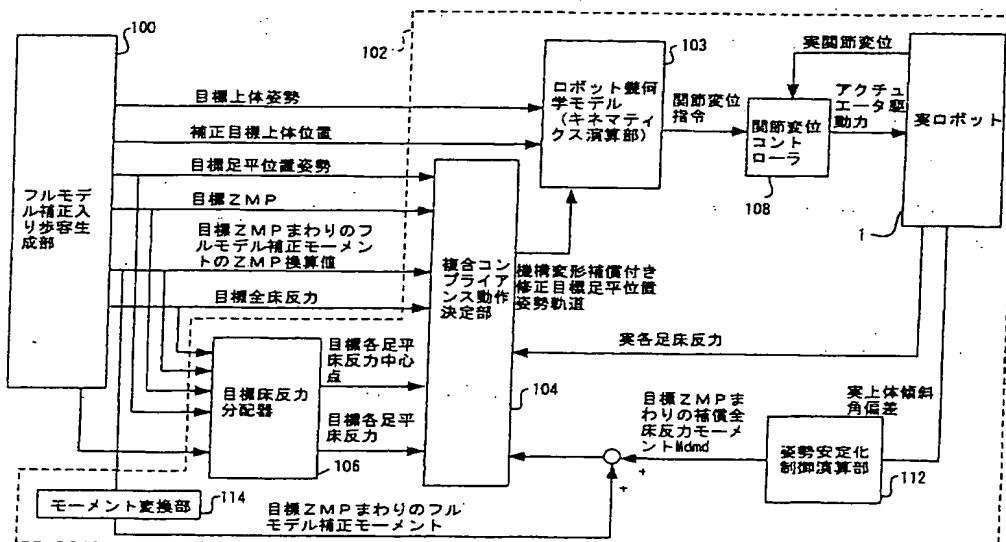 100
102
103
実関節変位
ロボット幾何
学モデル
(キネマティ
クス演算部)
関節変位
指令
関節変位
コント
ローラ
108
アクチュ
エータ駆
動力
実ロボット
1
目標上体姿勢
補正目標上体位置
目標足平位置姿勢
目標ZMP
目標ZMPまわりのフ
ルモデル補正モーメン
トのZMP換算値
目標全床反力
フルモデ
ル補正入
り歩容生
成部
複合コン
プライア
ンス動作
決定部
104
機構変形補償付き
修正目標足平位置
姿勢軌道
実各足床反力
目標床反力
分配器
106
目標各足平
床反力中心
点
目標各足平
床反力
目標ZMPま
わりの補償全
床反力モーメ
ントMdmd
+
+
実上体傾斜
角偏差
姿勢安定化
制御演算部
112
モーメント変換部
114
目標ZMPまわりのフル
モデル補正モーメント